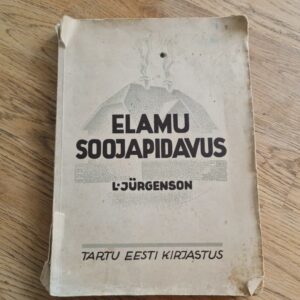 ELAMU
SOOJAPIDAVUS
L. JÜRGENSON
TARTU EESTI KIRJASTUS